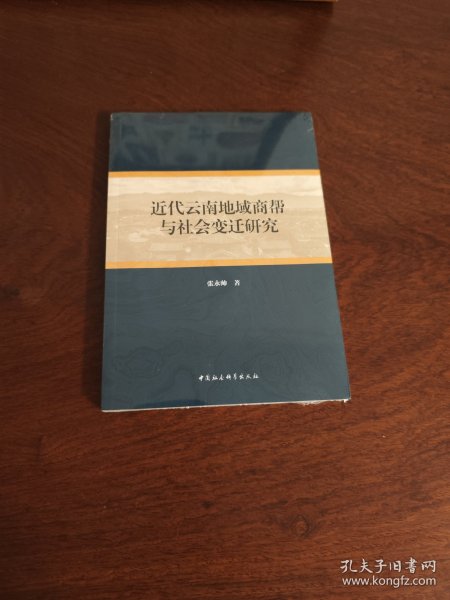 近代云南地域商帮
与社会变迁研究
张永帅 著
中国社会科学出版社
孔夫子旧书网
www.kongfz.com